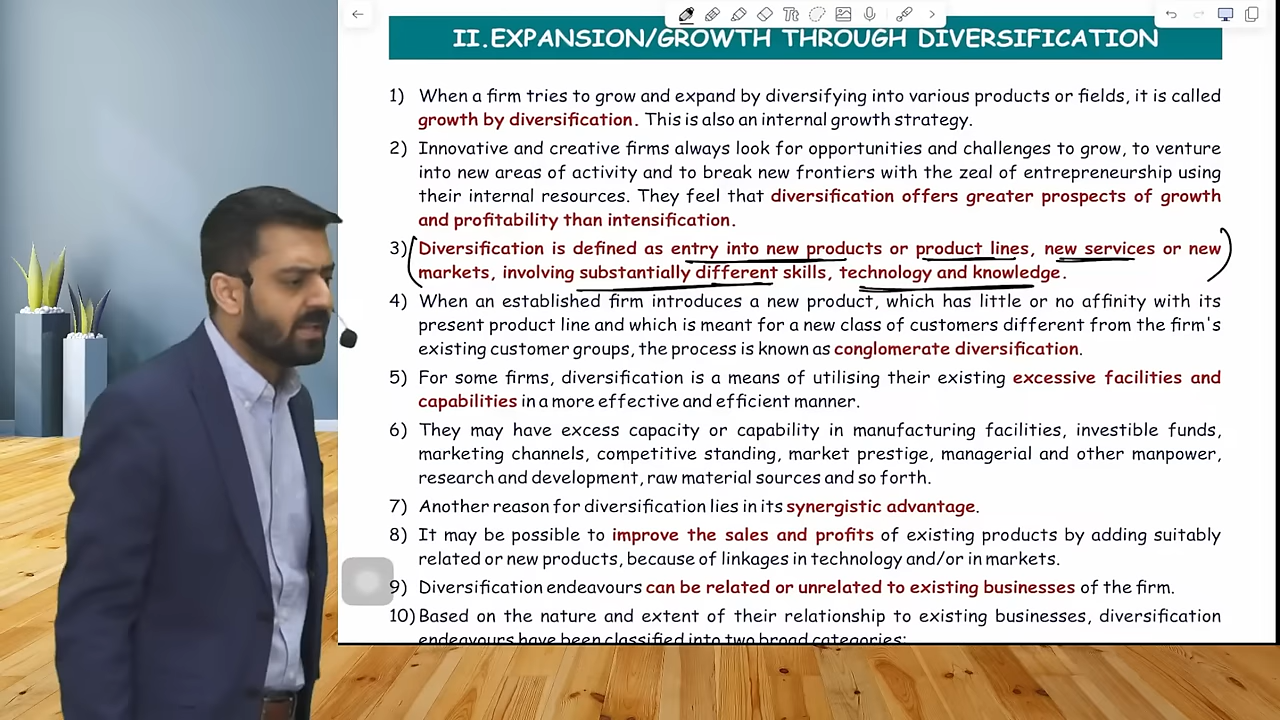 II.EXPANSION/GROWTH THROUGH DIVERSIFICATION
1) When a firm tries to grow and expand by diversifying into various products or fields, it is called
growth by diversification. This is also an internal growth strategy.
2) Innovative and creative firms always look for opportunities and challenges to grow, to venture
into new areas of activity and to break new frontiers with the zeal of entrepreneurship using
their internal resources. They feel that diversification offers greater prospects of growth
and profitability than intensification.
3) Diversification is defined as entry into new products or product lines, new services or new
markets, involving substantially different skills, technology and knowledge.
4) When an established firm introduces a new product, which has little or no affinity with its
present product line and which is meant for a new class of customers different from the firm's
existing customer groups, the process is known as conglomerate diversification.
5) For some firms, diversification is a means of utilising their existing excessive facilities and
capabilities in a more effective and efficient manner.
6) They may have excess capacity or capability in manufacturing facilities, investible funds,
marketing channels, competitive standing, market prestige, managerial and other manpower,
research and development, raw material sources and so forth.
7) Another reason for diversification lies in its synergistic advantage.
8) It may be possible to improve the sales and profits of existing products by adding suitably
related or new products, because of linkages in technology and/or in markets.
9) Diversification endeavours can be related or unrelated to existing businesses of the firm.
10) Based on the nature and extent of their relationship to existing businesses, diversification
endeavours have been classified into two broad categories: